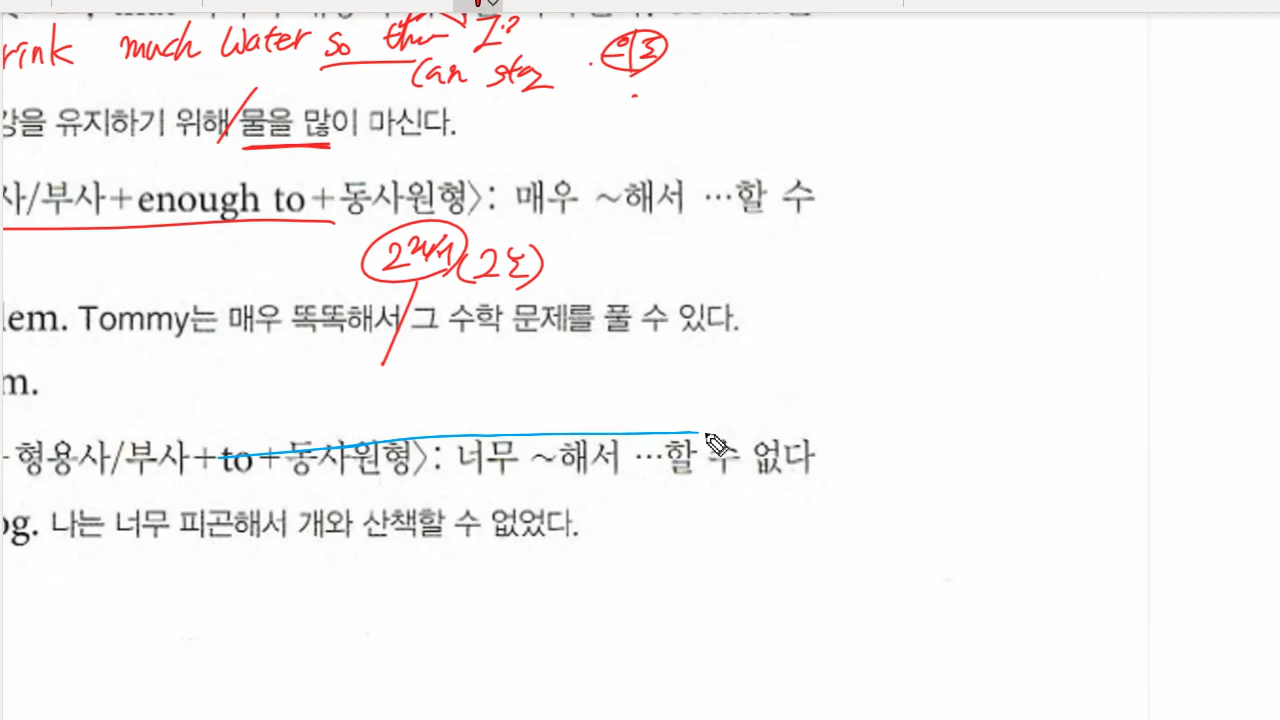 rink much Water so that I
can stay .
강을 유지하기 위해 물을 많이 마신다.
사/부사+enough to+동사원형〉: 매우 ~해서 …할 수
(2)
lem. Tommy는 매우 똑똑해서 그 수학 문제를 풀 수 있다.
m.
형용사/부사+to+동사원형〉: 너무 ~해서 …할 수 없다
og. 나는 너무 피곤해서 개와 산책할 수 없었다.